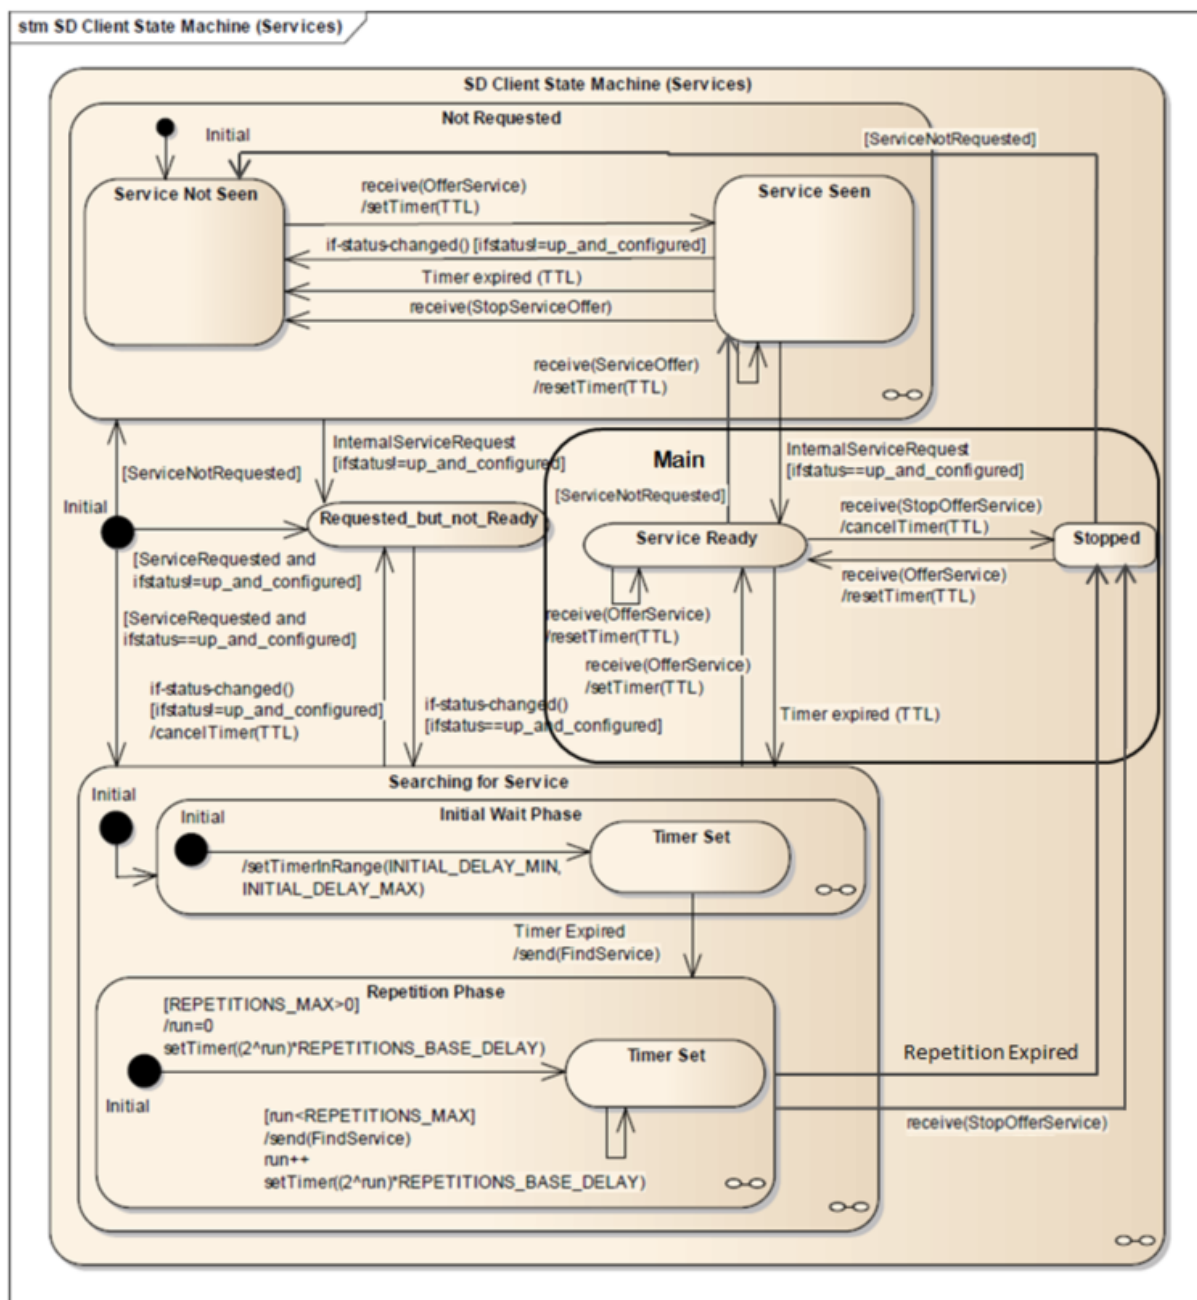 stm SD Client State Machine (Services)
SD Client State Machine (Services)
Not Requested
Initial
[ServiceNotRequested]
Service Not Seen
receive(OfferService)
/setTimer(TTL)
Service Seen
if-status-changed() [ifstatus!=up_and_configured]
Timer expired (TTL)
receive(StopServiceOffer)
receive(ServiceOffer)
/resetTimer(TTL)
InternalServiceRequest
[ifstatus!=up_and_configured]
Main
InternalServiceRequest
[ifstatus==up_and_configured]
[ServiceNotRequested]
[ServiceNotRequested]
Initial
Requested_but_not_Ready
receive(StopOfferService)
/cancelTimer(TTL)
Service Ready
Stopped
[ServiceRequested and
ifstatus!=up_and_configured]
receive(OfferService)
/resetTimer(TTL)
[ServiceRequested and
ifstatus==up_and_configured]
receive(OfferService)
/resetTimer(TTL)
receive(OfferService)
/setTimer(TTL)
if-status-changed()
[ifstatus!=up_and_configured]
/cancelTimer(TTL)
if-status-changed()
[ifstatus==up_and_configured]
Timer expired (TTL)
Searching for Service
Initial
Initial Wait Phase
Initial
Timer Set
/setTimerInRange(INITIAL_DELAY_MIN,
INITIAL_DELAY_MAX)
Timer Expired
/send(FindService)
Repetition Phase
[REPETITIONS_MAX>0]
/run=0
setTimer((2^run)*REPETITIONS_BASE_DELAY)
Timer Set
Repetition Expired
Initial
[run<REPETITIONS_MAX]
/send(FindService)
run++
setTimer((2^run)*REPETITIONS_BASE_DELAY)
receive(StopOfferService)